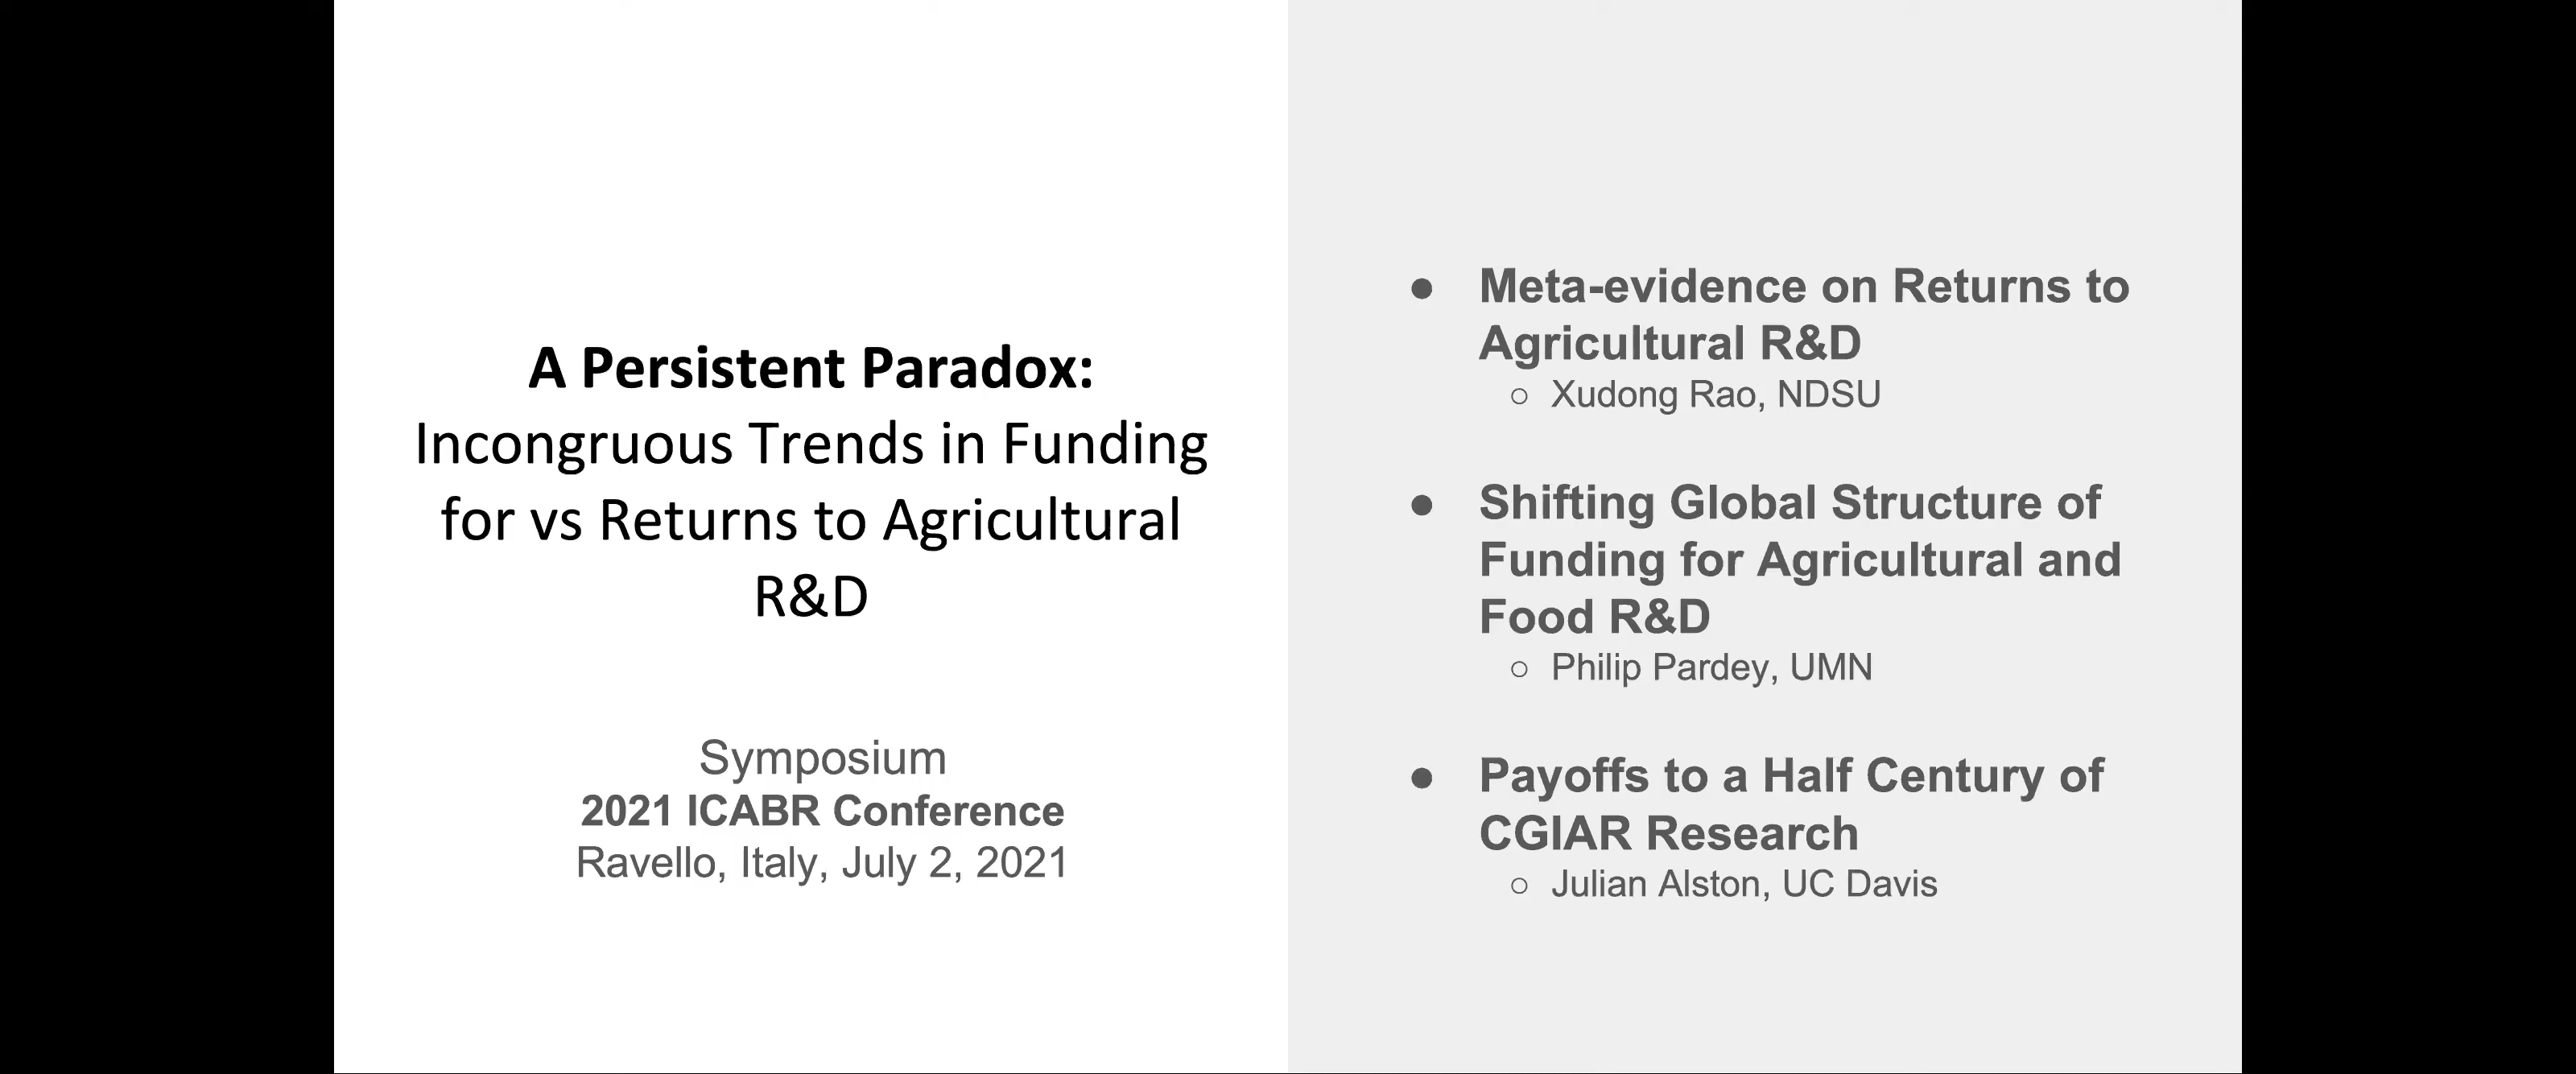 A Persistent Paradox:
Incongruous Trends in Funding
for vs Returns to Agricultural
R&D
Symposium
2021 ICABR Conference
Ravello, Italy, July 2, 2021
● Meta-evidence on Returns to
Agricultural R&D
○ Xudong Rao, NDSU
● Shifting Global Structure of
Funding for Agricultural and
Food R&D
○ Philip Pardey, UMN
● Payoffs to a Half Century of
CGIAR Research
○ Julian Alston, UC Davis